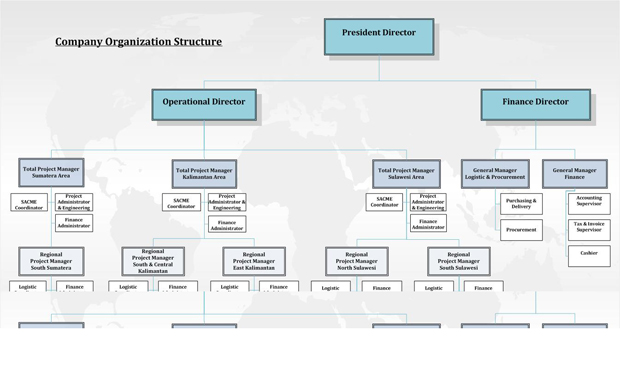 Company Organization Structure
President Director
Operational Director
Finance Director
Total Project Manager
Sumatera Area
Total Project Manager
Kalimantan Area
Total Project Manager
Sulawesi Area
General Manager
Logistic & Procurement
General Manager
Finance
SACME
Coordinator
Project
Administrator
& Engineering
Finance
Administrator
SACME
Coordinator
Project
Administrator &
Engineering
Finance
Administrator
SACME
Coordinator
Project
Administrator
& Engineering
Finance
Administrator
Purchasing &
Delivery
Procurement
Accounting
Supervisor
Tax & Invoice
Supervisor
Cashier
Regional
Project Manager
South Sumatera
Regional
Project Manager
South & Central
Kalimantan
Regional
Project Manager
East Kalimantan
Regional
Project Manager
North Sulawesi
Regional
Project Manager
South Sulawesi
Logistic
Finance
Logistic
Finance
Logistic
Finance
Logistic
Finance
Logistic
Finance